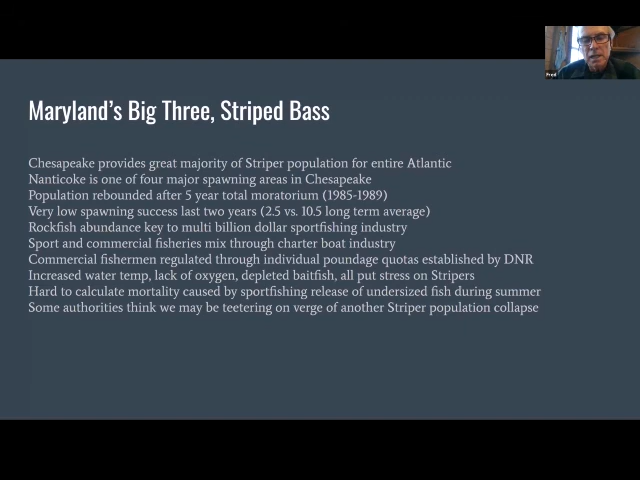 Fred
Maryland's Big Three, Striped Bass
Chesapeake provides great majority of Striper population for entire Atlantic
Nanticoke is one of four major spawning areas in Chesapeake
Population rebounded after 5 year total moratorium (1985-1989)
Very low spawning success last two years (2.5 vs. 10.5 long term average)
Rockfish abundance key to multi billion dollar sportfishing industry
Sport and commercial fisheries mix through charter boat industry
Commercial fishermen regulated through individual poundage quotas established by DNR
Increased water temp, lack of oxygen, depleted baitfish, all put stress on Stripers
Hard to calculate mortality caused by sportfishing release of undersized fish during summer
Some authorities think we may be teetering on verge of another Striper population collapse